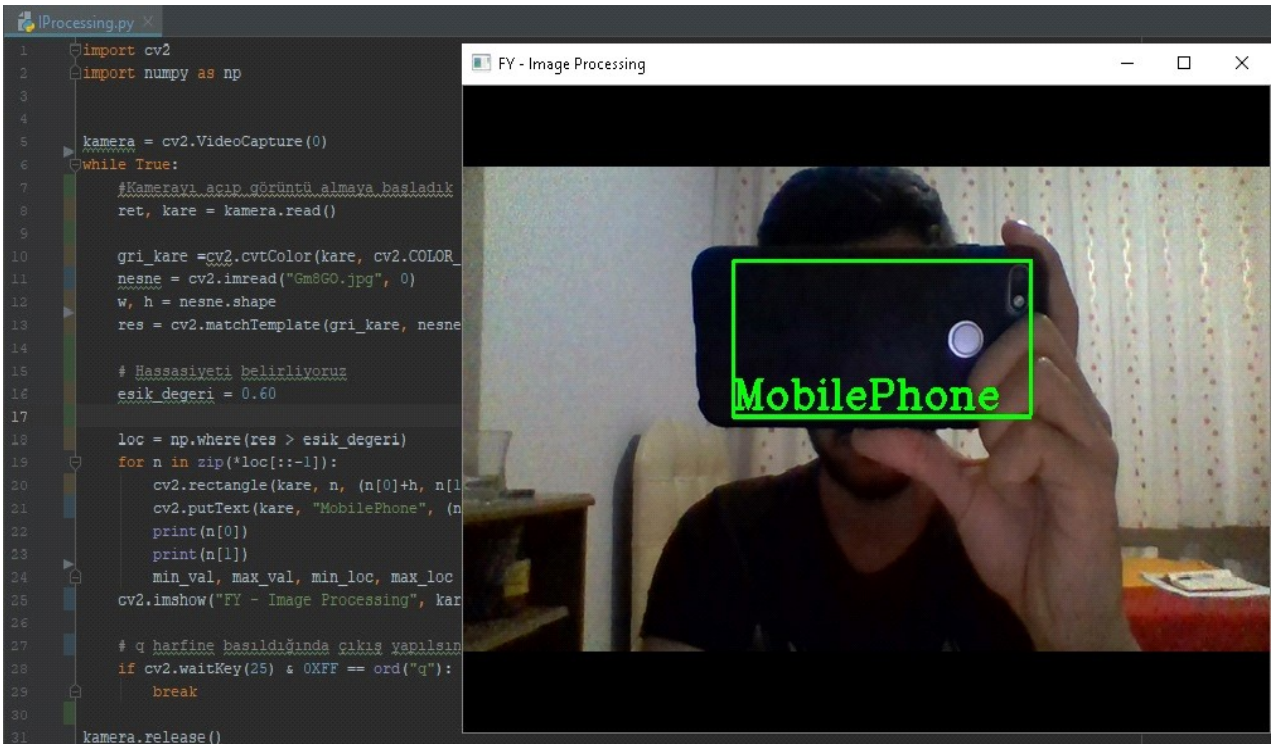 IProcessing.py
1 import cv2
2 import numpy as np
3
4
5 kamera = cv2.VideoCapture(0)
6 while True:
7 #Kamerayı açıp görüntü almaya başladık
8 ret, kare = kamera.read()
9
10 gri_kare =cv2.cvtColor(kare, cv2.COLOR_
11 nesne = cv2.imread("Gm8GO.jpg", 0)
12 w, h = nesne.shape
13 res = cv2.matchTemplate(gri_kare, nesne
14
15 # Hassasiyeti belirliyoruz
16 esik_degeri = 0.60
17
18 loc = np.where(res > esik_degeri)
19 for n in zip(*loc[::-1]):
20 cv2.rectangle(kare, n, (n[0]+h, n[1
21 cv2.putText(kare, "MobilePhone", (n
22 print(n[0])
23 print(n[1])
24 min_val, max_val, min_loc, max_loc
25 cv2.imshow("FY - Image Processing", kar
26
27 # q harfine basıldığında çıkış yapılsın
28 if cv2.waitKey(25) & 0XFF == ord("q"):
29 break
30
31 kamera.release()
FY - Image Processing
MobilePhone